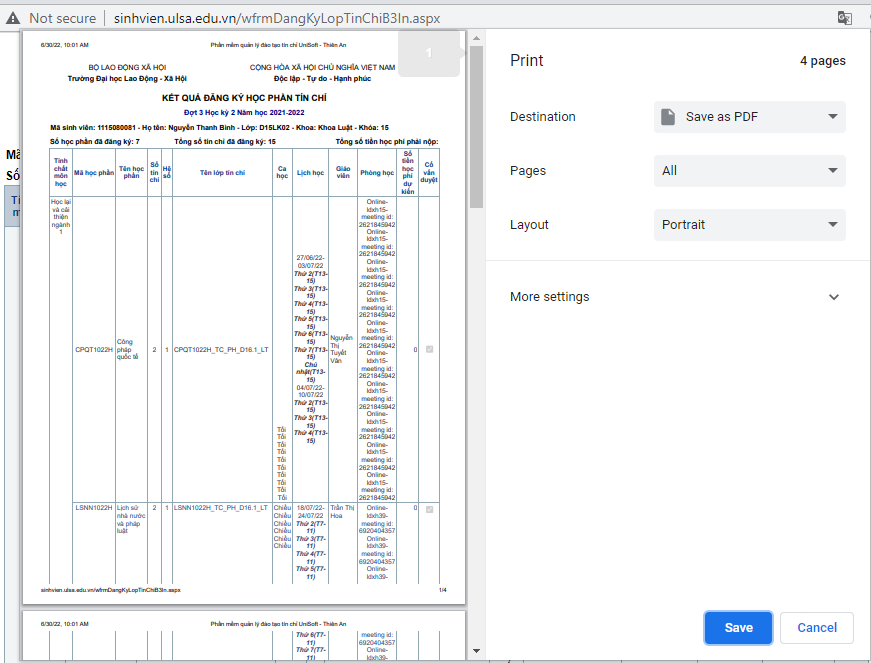 Not secure sinhvien.ulsa.edu.vn/wfrmDangKyLopTinChiB3In.aspx
6/30/22, 10:01 AM Phần mềm quản lý đào tạo tín chỉ UniSoft - Thiên An
1
BỘ LAO ĐỘNG XÃ HỘI CỘNG HÒA XÃ HỘI CHỦ NGHĨA VIỆT NAM
Trường Đại học Lao Động - Xã Hội Độc lập - Tự do - Hạnh phúc
KẾT QUẢ ĐĂNG KÝ HỌC PHẦN TÍN CHỈ
Đợt 3 Học kỳ 2 Năm học 2021-2022
Mã sinh viên: 1115080081 - Họ tên: Nguyễn Thanh Bình - Lớp: D15LK02 - Khoa: Khoa Luật - Khóa: 15
Số học phần đã đăng ký: 7 Tổng số tín chỉ đã đăng ký: 15 Tổng số tiền học phí phải nộp:
Tính chất môn học
Mã học phần
Tên học phần
Số tín chỉ
Hệ số
Tên lớp tín chỉ
Ca học
Lịch học
Giáo viên
Phòng học
Số tiền học phí dự kiến
Cố vấn duyệt
Học lại
và cải
thiện
ngành
1
CPQT1022H
Công
pháp
quốc tế
2
1
CPQT1022H_TC_PH_D16.1_LT
Tối
Tối
Tối
Tối
Tối
Tối
Tối
Tối
Tối
Tối
27/06/22-
03/07/22
Thứ 2(T13-
15)
Thứ 3(T13-
15)
Thứ 4(T13-
15)
Thứ 5(T13-
15)
Thứ 6(T13-
15)
Thứ 7(T13-
15)
Chủ
nhật(T13-
15)
04/07/22-
10/07/22
Thứ 2(T13-
15)
Thứ 3(T13-
15)
Thứ 4(T13-
15)
Nguyễn
Thị
Tuyết
Vân
Online-
ldxh15-
meeting id:
2621845942
Online-
ldxh15-
meeting id:
2621845942
Online-
ldxh15-
meeting id:
2621845942
Online-
ldxh15-
meeting id:
2621845942
Online-
ldxh15-
meeting id:
2621845942
Online-
ldxh15-
meeting id:
2621845942
Online-
ldxh15-
meeting id:
2621845942
Online-
ldxh15-
meeting id:
2621845942
Online-
ldxh15-
meeting id:
2621845942
Online-
ldxh15-
meeting id:
2621845942
0
LSNN1022H
Lịch sử
nhà nước
và pháp
luật
2
1
LSNN1022H_TC_PH_D16.1_LT
Chiều
Chiều
Chiều
Chiều
Chiều
Chiều
18/07/22-
24/07/22
Thứ 2(T7-
11)
Thứ 3(T7-
11)
Thứ 4(T7-
11)
Thứ 5(T7-
11)
Trần Thị
Hoa
Online-
ldxh39-
meeting id:
6920404357
Online-
ldxh39-
meeting id:
6920404357
Online-
ldxh39-
0
sinhvien.ulsa.edu.vn/wfrmDangKyLopTinChiB3In.aspx 1/4
6/30/22, 10:01 AM Phần mềm quản lý đào tạo tín chỉ UniSoft - Thiên An
Thứ 6(T7-
11)
Thứ 7(T7-
11)
meeting id:
6920404357
Online-
ldxh39-
Print 4 pages
Destination Save as PDF
Pages All
Layout Portrait
More settings
Save Cancel